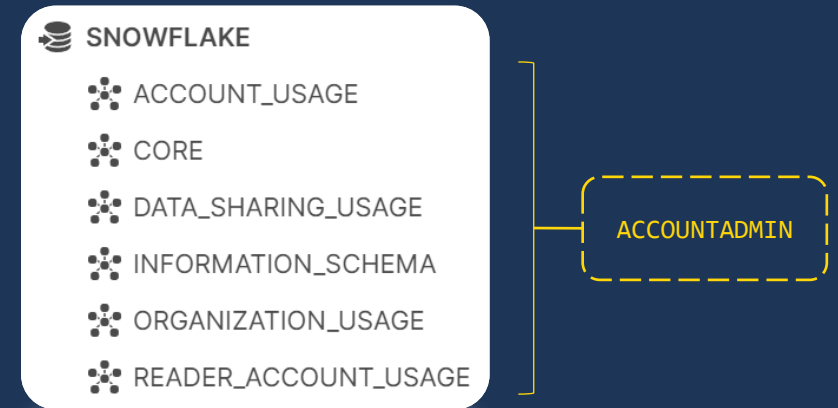 SNOWFLAKE
ACCOUNT_USAGE
CORE
DATA_SHARING_USAGE
INFORMATION_SCHEMA
ORGANIZATION_USAGE
READER_ACCOUNT_USAGE
ACCOUNTADMIN